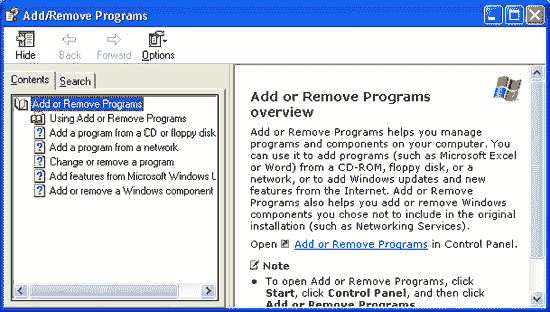 Add/Remove Programs
Hide
Back
Forward
Options
Contents
Search
Add or Remove Programs
Using Add or Remove Programs
Add a program from a CD or floppy disk
Add a program from a network
Change or remove a program
Add features from Microsoft Windows U
Add or remove a Windows component
Add or Remove Programs
overview
Add or Remove Programs helps you manage
programs and components on your computer. You
can use it to add programs (such as Microsoft Excel
or Word) from a CD-ROM, floppy disk, or
a network, or to add Windows updates and new
features from the Internet. Add or Remove
Programs also helps you add or remove Windows
components you chose not to include in the original
installation (such as Networking Services).
Open Add or Remove Programs in Control Panel.
Note
• To open Add or Remove Programs, click
Start, click Control Panel, and then click
Add or Remove Programs